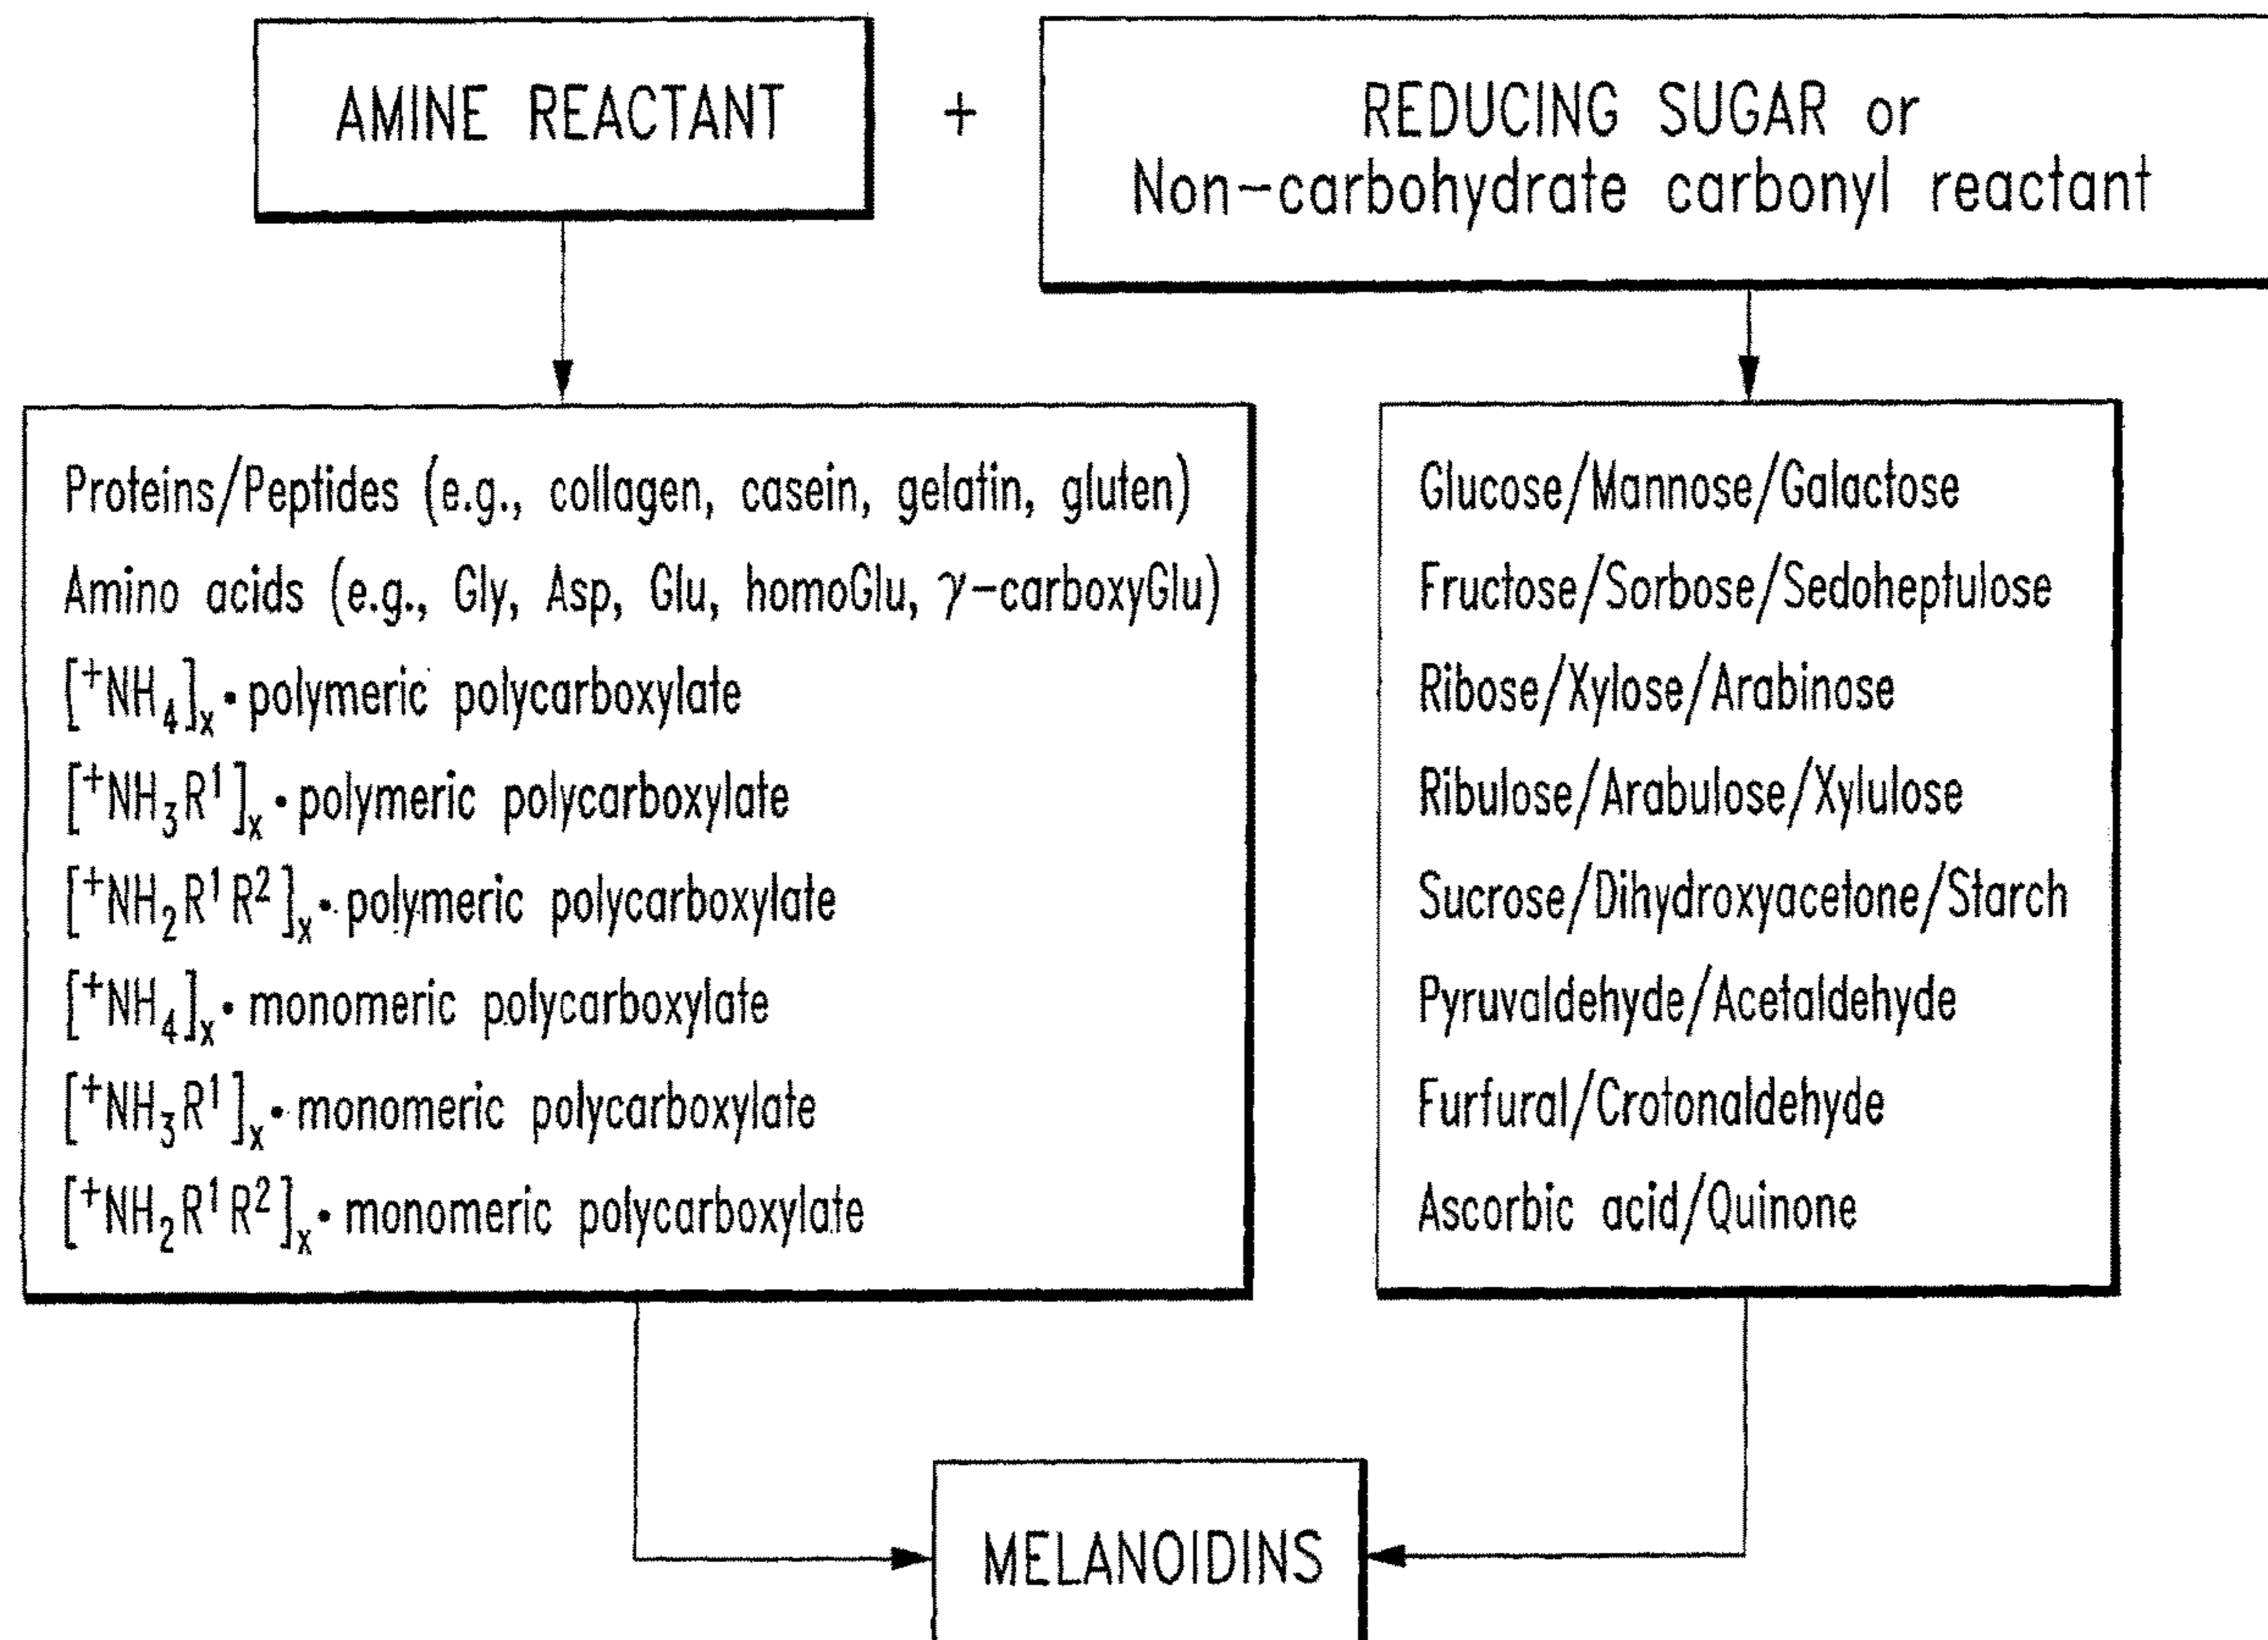 AMINE REACTANT
+
REDUCING SUGAR or
Non-carbohydrate carbonyl reactant
Proteins/Peptides (e.g., collagen, casein, gelatin, gluten)
Amino acids (e.g., Gly, Asp, Glu, homoGlu, γ-carboxyGlu)
[⁺NH₄]ₓ• polymeric polycarboxylate
[⁺NH₃R¹]ₓ• polymeric polycarboxylate
[⁺NH₂R¹R²]ₓ• polymeric polycarboxylate
[⁺NH₄]ₓ• monomeric polycarboxylate
[⁺NH₃R¹]ₓ• monomeric polycarboxylate
[⁺NH₂R¹R²]ₓ• monomeric polycarboxylate
Glucose/Mannose/Galactose
Fructose/Sorbose/Sedoheptulose
Ribose/Xylose/Arabinose
Ribulose/Arabulose/Xylulose
Sucrose/Dihydroxyacetone/Starch
Pyruvaldehyde/Acetaldehyde
Furfural/Crotonaldehyde
Ascorbic acid/Quinone
MELANOIDINS